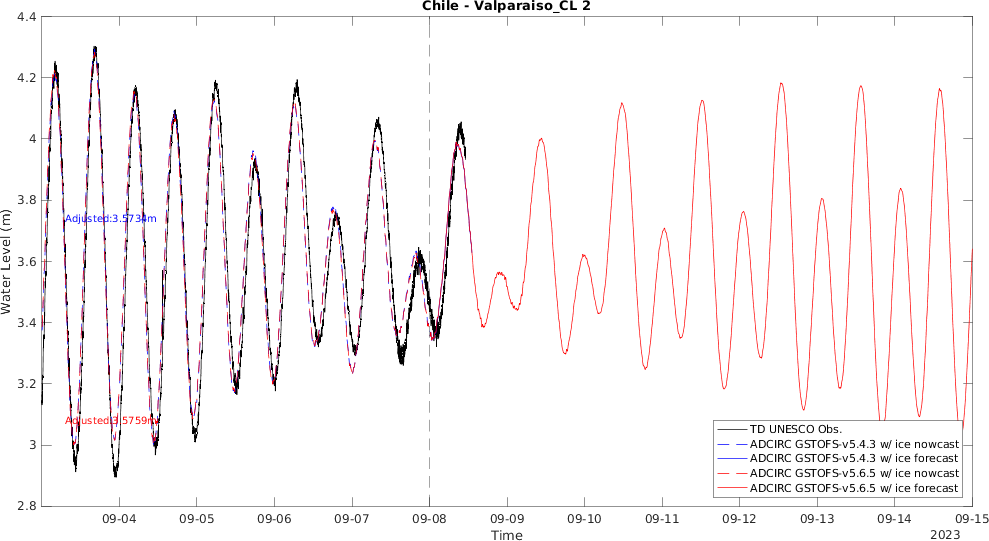 Chile - Valparaiso_CL 2
4.4
4.2
4
3.8
3.6
3.4
3.2
3
2.8
Water Level (m)
Adjusted:3.5734m
Adjusted:3.5759m
TD UNESCO Obs.
ADCIRC GSTOFS-v5.4.3 w/ ice nowcast
ADCIRC GSTOFS-v5.4.3 w/ ice forecast
ADCIRC GSTOFS-v5.6.5 w/ ice nowcast
ADCIRC GSTOFS-v5.6.5 w/ ice forecast
09-04 09-05 09-06 09-07 09-08 09-09 09-10 09-11 09-12 09-13 09-14 09-15
Time
2023